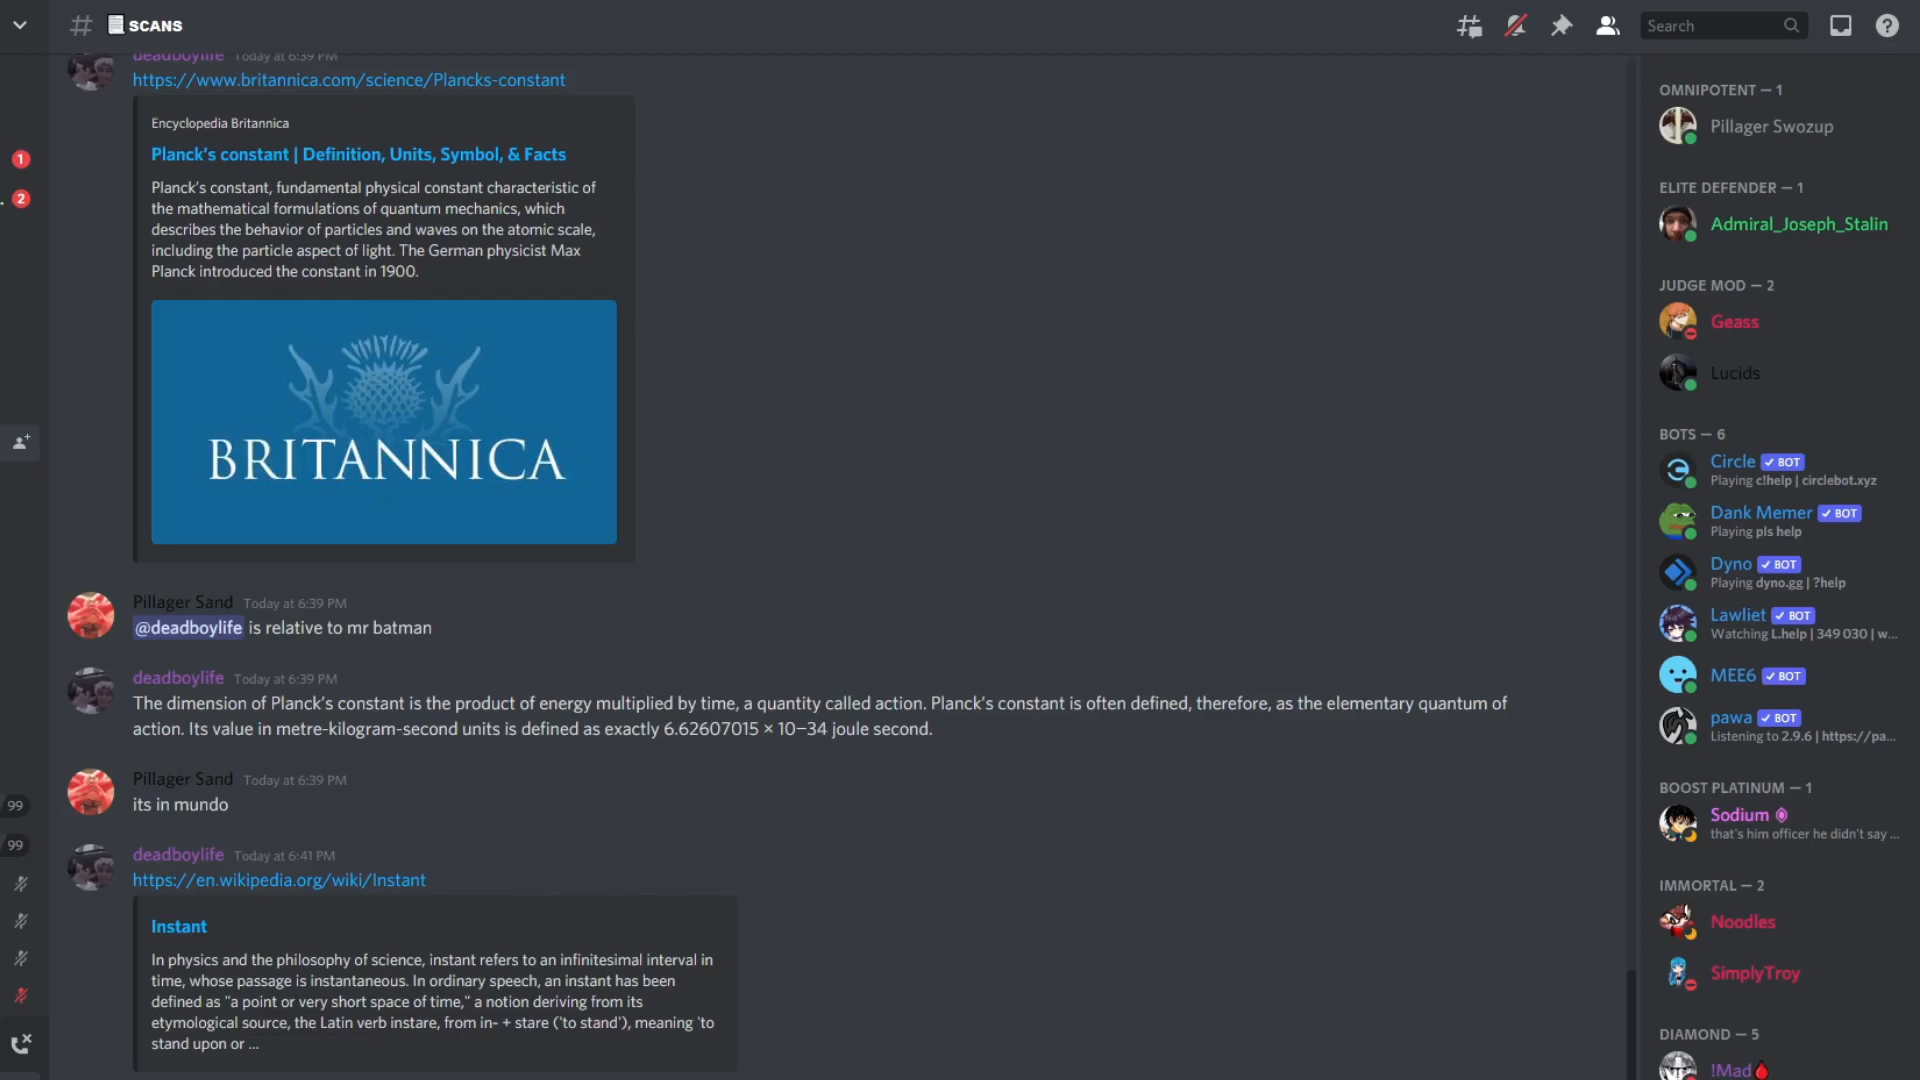 SCANS
Search
deadboylife Today at 6:39 PM
https://www.britannica.com/science/Plancks-constant
Encyclopedia Britannica
Planck's constant | Definition, Units, Symbol, & Facts
Planck's constant, fundamental physical constant characteristic of
the mathematical formulations of quantum mechanics, which
describes the behavior of particles and waves on the atomic scale,
including the particle aspect of light. The German physicist Max
Planck introduced the constant in 1900.
BRITANNICA
Pillager Sand Today at 6:39 PM
@deadboylife is relative to mr batman
deadboylife Today at 6:39 PM
The dimension of Planck's constant is the product of energy multiplied by time, a quantity called action. Planck's constant is often defined, therefore, as the elementary quantum of
action. Its value in metre-kilogram-second units is defined as exactly 6.62607015 × 10−34 joule second.
Pillager Sand Today at 6:39 PM
its in mundo
deadboylife Today at 6:41 PM
https://en.wikipedia.org/wiki/Instant
Instant
In physics and the philosophy of science, instant refers to an infinitesimal interval in
time, whose passage is instantaneous. In ordinary speech, an instant has been
defined as "a point or very short space of time," a notion deriving from its
etymological source, the Latin verb instare, from in- + stare ('to stand'), meaning 'to
stand upon or ...
1
2
99
99
OMNIPOTENT — 1
Pillager Swozup
ELITE DEFENDER — 1
Admiral_Joseph_Stalin
JUDGE MOD — 2
Geass
Lucids
BOTS — 6
Circle BOT
Playing c!help | circlebot.xyz
Dank Memer BOT
Playing pls help
Dyno BOT
Playing dyno.gg | ?help
Lawliet BOT
Watching L.help | 349 030 | w...
MEE6 BOT
pawa BOT
Listening to 2.9.6 | https://pa...
BOOST PLATINUM — 1
Sodium
that's him officer he didn't say ...
IMMORTAL — 2
Noodles
SimplyTroy
DIAMOND — 5
!Mad